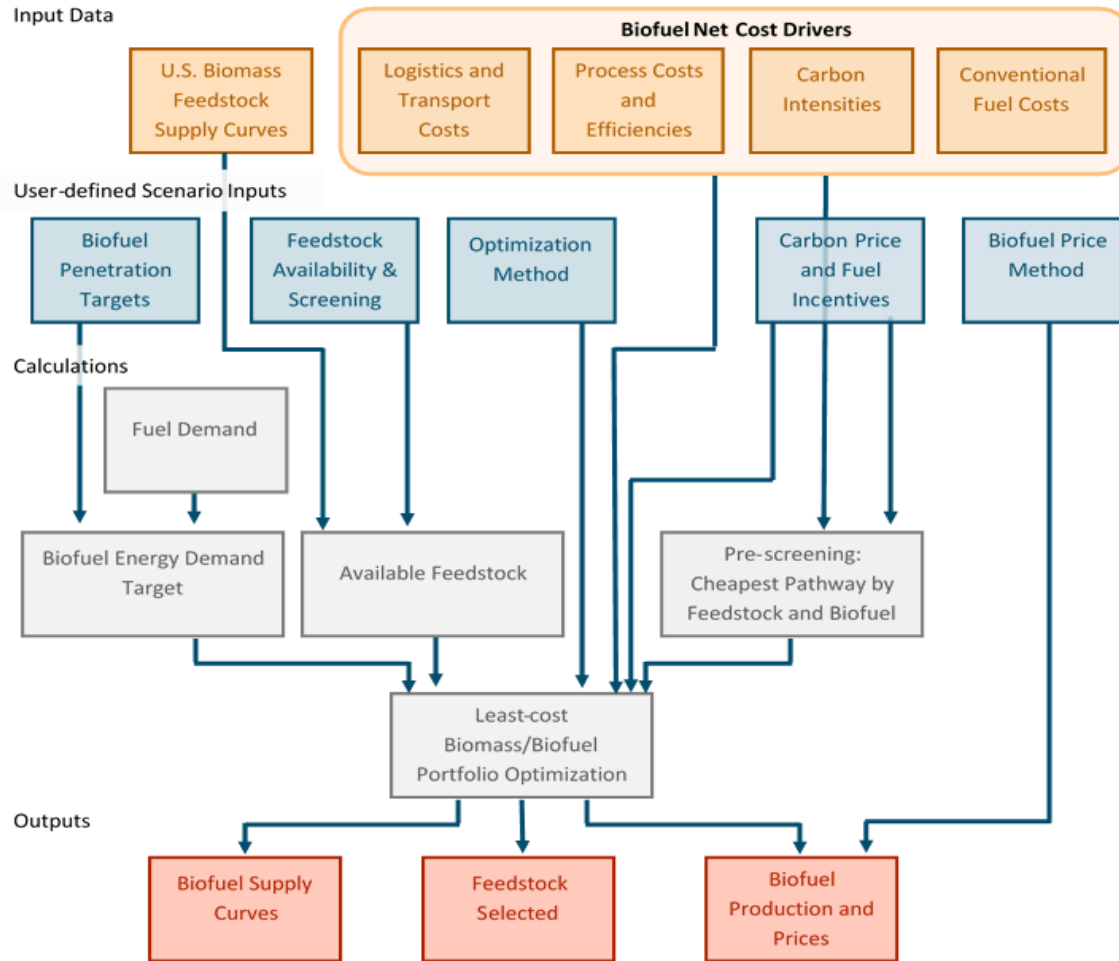 Input Data
Biofuel Net Cost Drivers
U.S. Biomass
Feedstock
Supply Curves
Logistics and
Transport
Costs
Process Costs
and
Efficiencies
Carbon
Intensities
Conventional
Fuel Costs
User-defined Scenario Inputs
Biofuel
Penetration
Targets
Feedstock
Availability &
Screening
Optimization
Method
Carbon Price
and Fuel
Incentives
Biofuel Price
Method
Calculations
Fuel Demand
Biofuel Energy Demand
Target
Available Feedstock
Pre-screening:
Cheapest Pathway by
Feedstock and Biofuel
Least-cost
Biomass/Biofuel
Portfolio Optimization
Outputs
Biofuel Supply
Curves
Feedstock
Selected
Biofuel
Production and
Prices